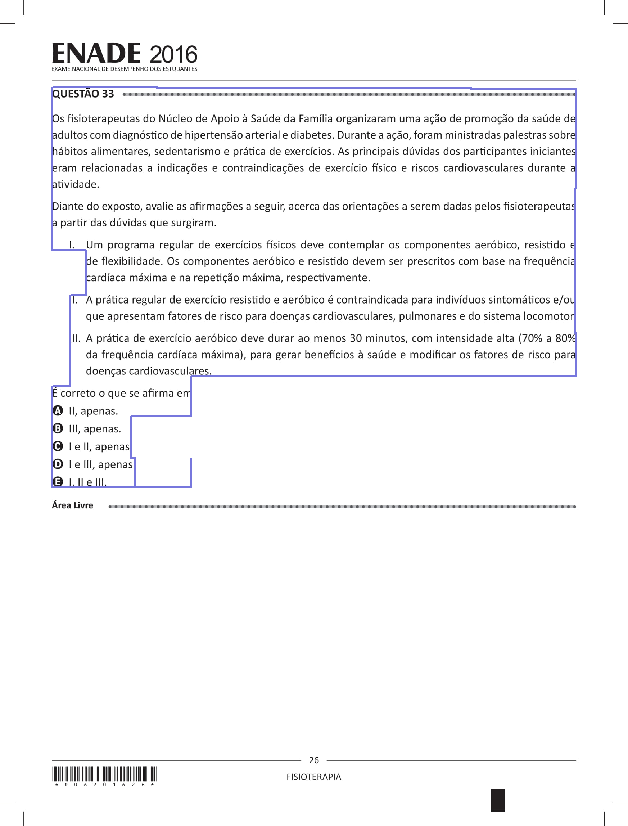 ENADE 2016
EXAME NACIONAL DE DESEMPENHO DOS ESTUDANTES
QUESTÃO 33
Os fisioterapeutas do Núcleo de Apoio à Saúde da Família organizaram uma ação de promoção da saúde de
adultos com diagnóstico de hipertensão arterial e diabetes. Durante a ação, foram ministradas palestras sobre
hábitos alimentares, sedentarismo e prática de exercícios. As principais dúvidas dos participantes iniciantes
eram relacionadas a indicações e contraindicações de exercício físico e riscos cardiovasculares durante a
atividade.
Diante do exposto, avalie as afirmações a seguir, acerca das orientações a serem dadas pelos fisioterapeutas
a partir das dúvidas que surgiram.
I. Um programa regular de exercícios físicos deve contemplar os componentes aeróbico, resistido e
de flexibilidade. Os componentes aeróbico e resistido devem ser prescritos com base na frequência
cardíaca máxima e na repetição máxima, respectivamente.
I. A prática regular de exercício resistido e aeróbico é contraindicada para indivíduos sintomáticos e/ou
que apresentam fatores de risco para doenças cardiovasculares, pulmonares e do sistema locomotor
II. A prática de exercício aeróbico deve durar ao menos 30 minutos, com intensidade alta (70% a 80%
da frequência cardíaca máxima), para gerar benefícios à saúde e modificar os fatores de risco para
doenças cardiovasculares.
É correto o que se afirma em
A II, apenas.
B III, apenas.
C I e II, apenas
D I e III, apenas
E I, II e III.
Área Livre
26
FISIOTERAPIA